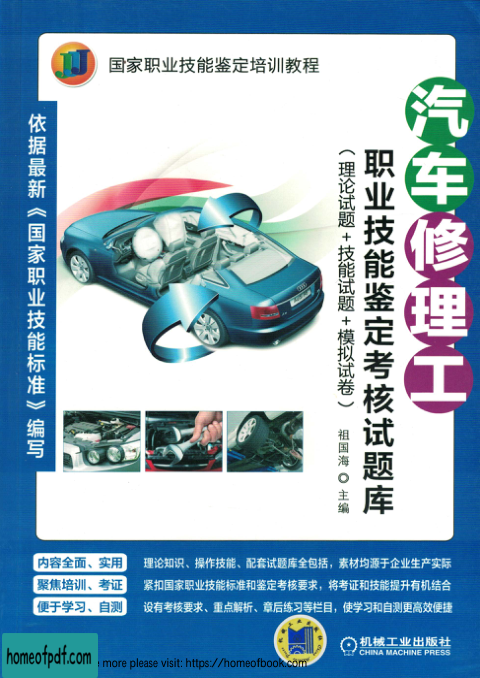 国家职业技能鉴定培训教程
汽车修理工
职业技能鉴定考核试题库
(理论试题+技能试题+模拟试卷)
祖国海◎主编
依据最新《国家职业技能标准》编写
内容全面、实用
理论知识、操作技能、配套试题库全包括,素材均源于企业生产实际
聚焦培训、考证
紧扣国家职业技能标准和鉴定考核要求,将考证和技能提升有机结合
便于学习、自测
设有考核要求、重点解析、章后练习等栏目,使学习和自测更高效便捷
机械工业出版社
CHINA MACHINE PRESS
homeofpdf.com
e more please visit: https://homeofbook.com